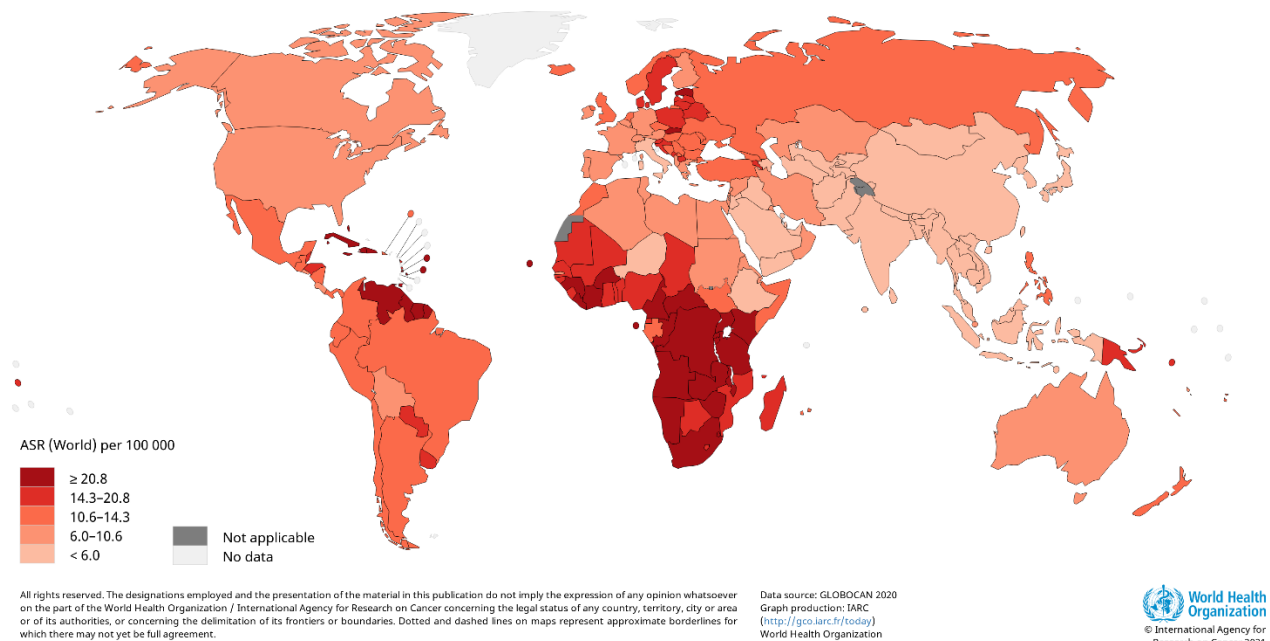 ASR (World) per 100 000
≥ 20.8
14.3–20.8
10.6–14.3
6.0–10.6
< 6.0
Not applicable
No data
All rights reserved. The designations employed and the presentation of the material in this publication do not imply the expression of any opinion whatsoever
on the part of the World Health Organization / International Agency for Research on Cancer concerning the legal status of any country, territory, city or area
or of its authorities, or concerning the delimitation of its frontiers or boundaries. Dotted and dashed lines on maps represent approximate borderlines for
which there may not yet be full agreement.
Data source: GLOBOCAN 2020
Graph production: IARC
(http://gco.iarc.fr/today)
World Health Organization
World Health
Organization
© International Agency for